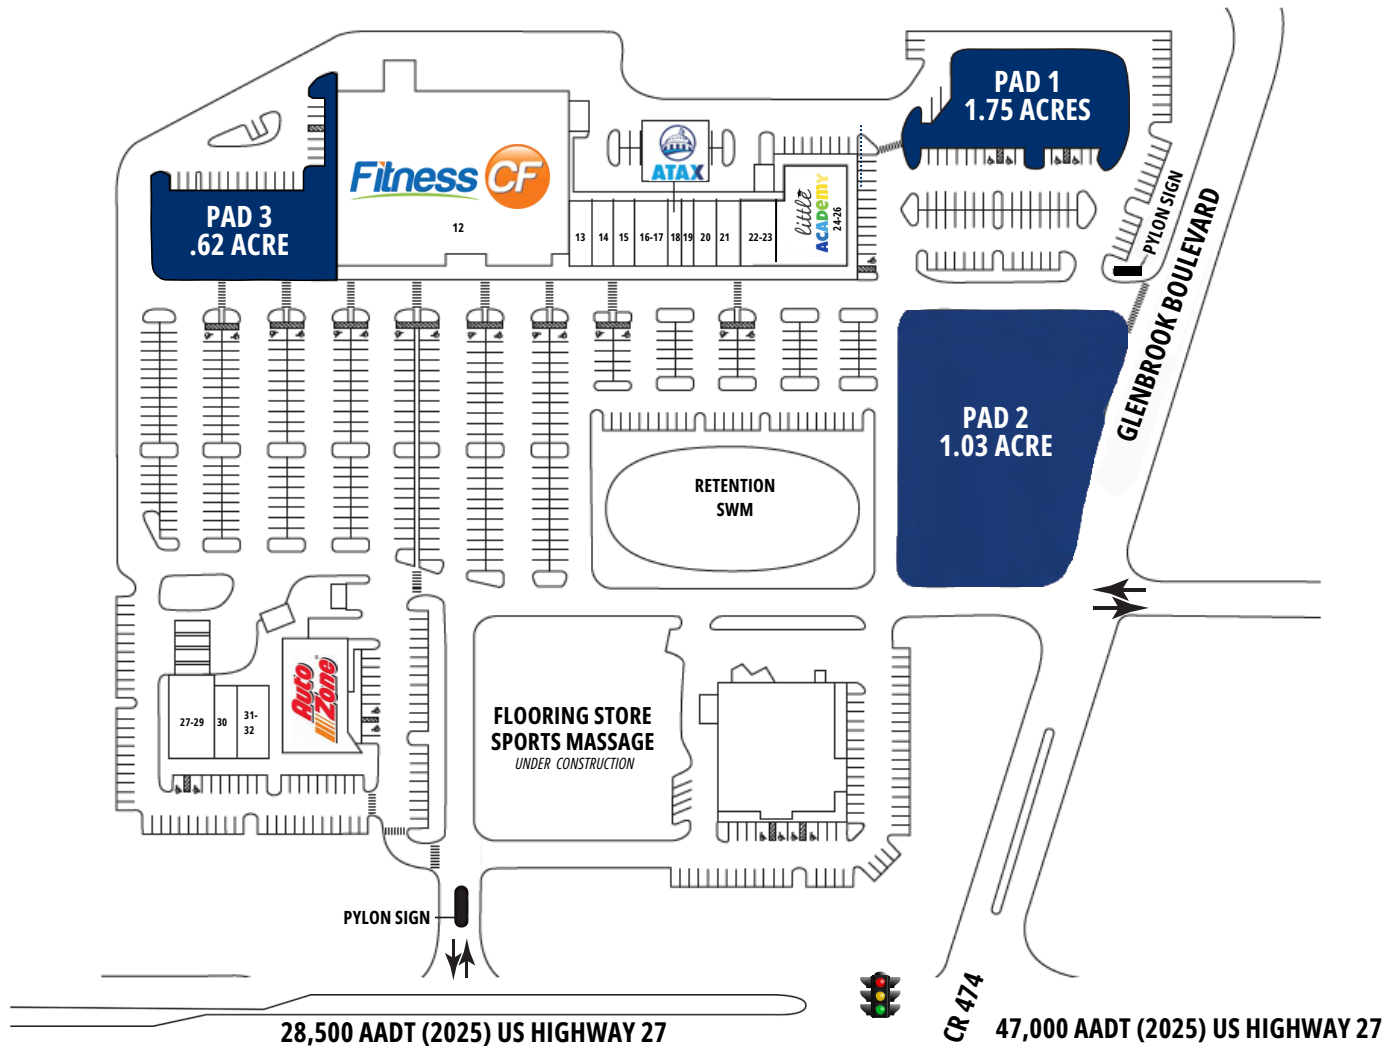 PAD 1
1.75 ACRES
Fitness CF
ATAX
PAD 3
.62 ACRE
12
13
14
15
16-17
18
19
20
21
22-23
little
ACADEMY
24-26
PYLON SIGN
GLENBROOK BOULEVARD
PAD 2
1.03 ACRE
RETENTION
SWM
27-29
30
31-
32
Auto
Zone
FLOORING STORE
SPORTS MASSAGE
UNDER CONSTRUCTION
PYLON SIGN
CR 474
28,500 AADT (2025) US HIGHWAY 27
47,000 AADT (2025) US HIGHWAY 27